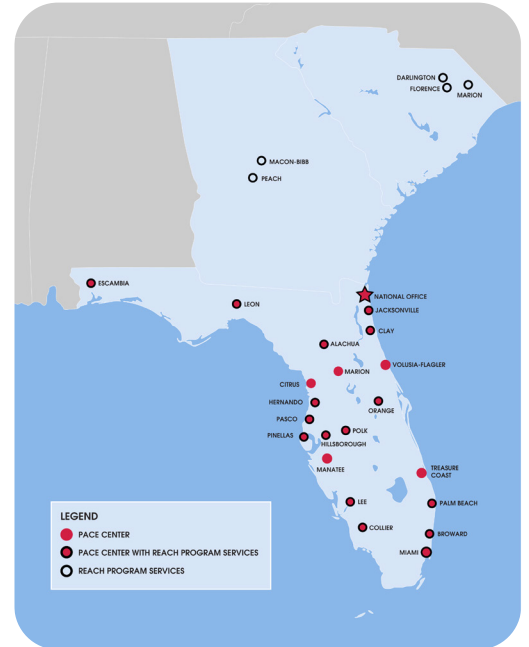 DARLINGTON
FLORENCE
MARION
MACON-BIBB
PEACH
ESCAMBIA
LEON
NATIONAL OFFICE
JACKSONVILLE
CLAY
ALACHUA
VOLUSIA-FLAGLER
MARION
CITRUS
HERNANDO
ORANGE
PASCO
POLK
PINELLAS
HILLSBOROUGH
MANATEE
TREASURE
COAST
LEE
PALM BEACH
COLLIER
BROWARD
MIAMI
LEGEND
PACE CENTER
PACE CENTER WITH REACH PROGRAM SERVICES
REACH PROGRAM SERVICES